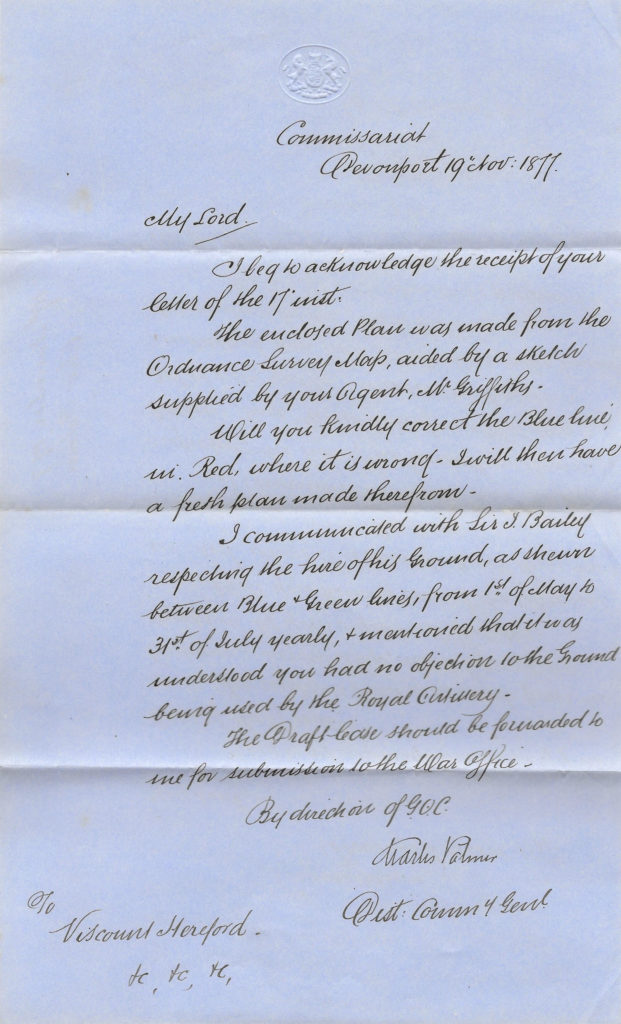 Commissariat
Devonport 19th Nov: 1877.
My Lord.
I beg to acknowledge the receipt of your
letter of the 17th inst:
The enclosed Plan was made from the
Ordnance Survey Map, aided by a sketch
supplied by your Agent, Mr Griffiths.
Will you kindly correct the Blue line,
in Red, where it is wrong - I will then have
a fresh plan made therefrom -
I communicated with Sir J. Bailey
respecting the hire of his Ground, as shewn
between Blue & Green lines, from 1st of May to
31st of July yearly, & mentioned that it was
understood you had no objection to the Ground
being used by the Royal Artillery -
The Draft Lease should be forwarded to
me for submission to the War Office -
By direction of G.O.C.
Charles Palmer
Dist: Commy Genl
To
Viscount Hereford -
&c, &c, &c,